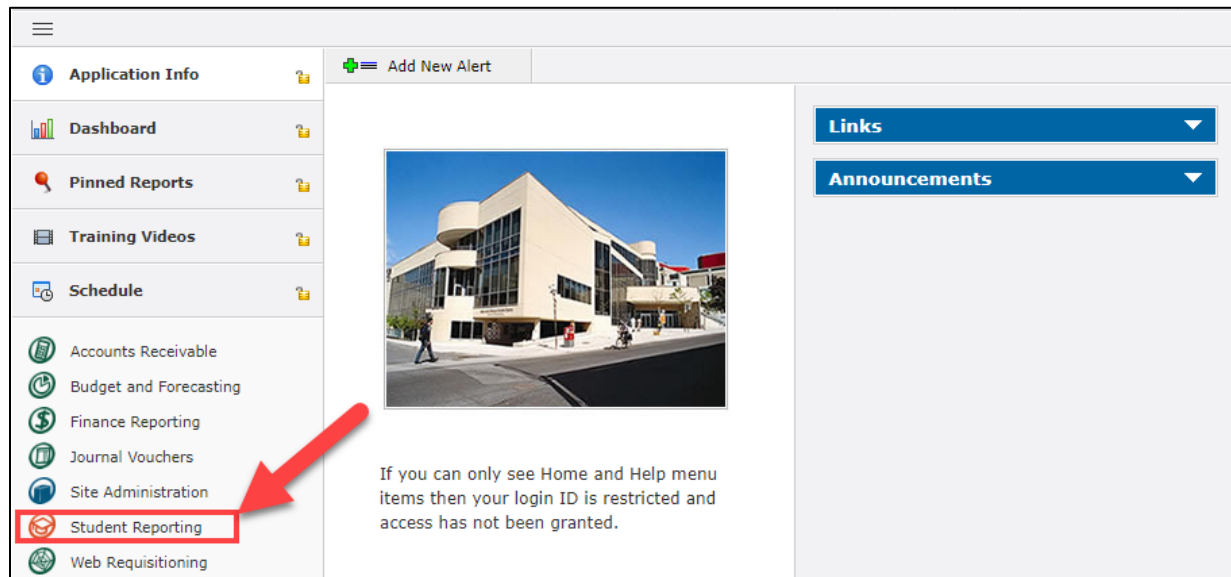 Application Info
Dashboard
Pinned Reports
Training Videos
Schedule
Accounts Receivable
Budget and Forecasting
Finance Reporting
Journal Vouchers
Site Administration
Student Reporting
Web Requisitioning
Add New Alert
If you can only see Home and Help menu
items then your login ID is restricted and
access has not been granted.
Links
Announcements